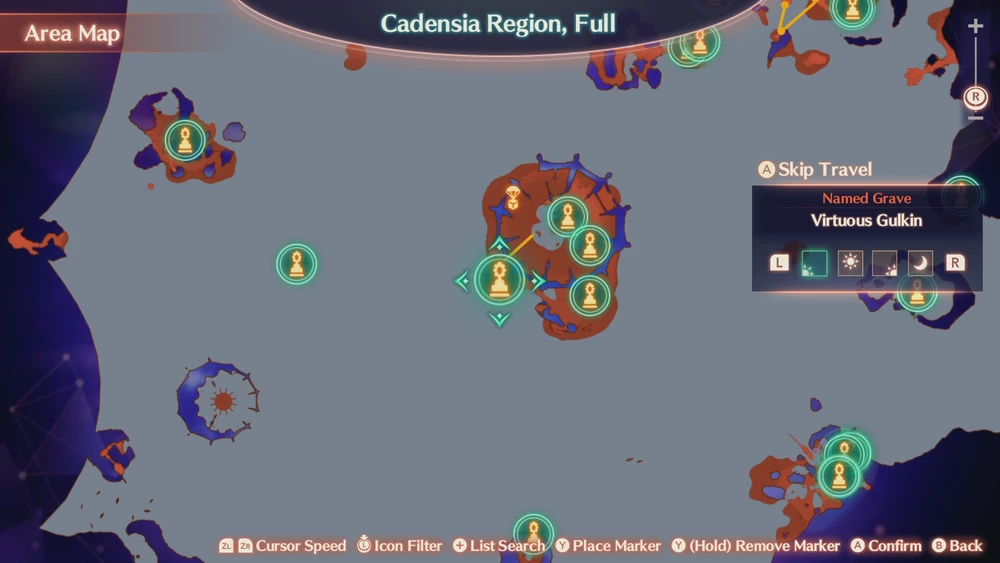 Area Map
Cadensia Region, Full
R
A Skip Travel
Named Grave
Virtuous Gulkin
L R
ZL ZR Cursor Speed L Icon Filter + List Search Y Place Marker Y (Hold) Remove Marker A Confirm B Back